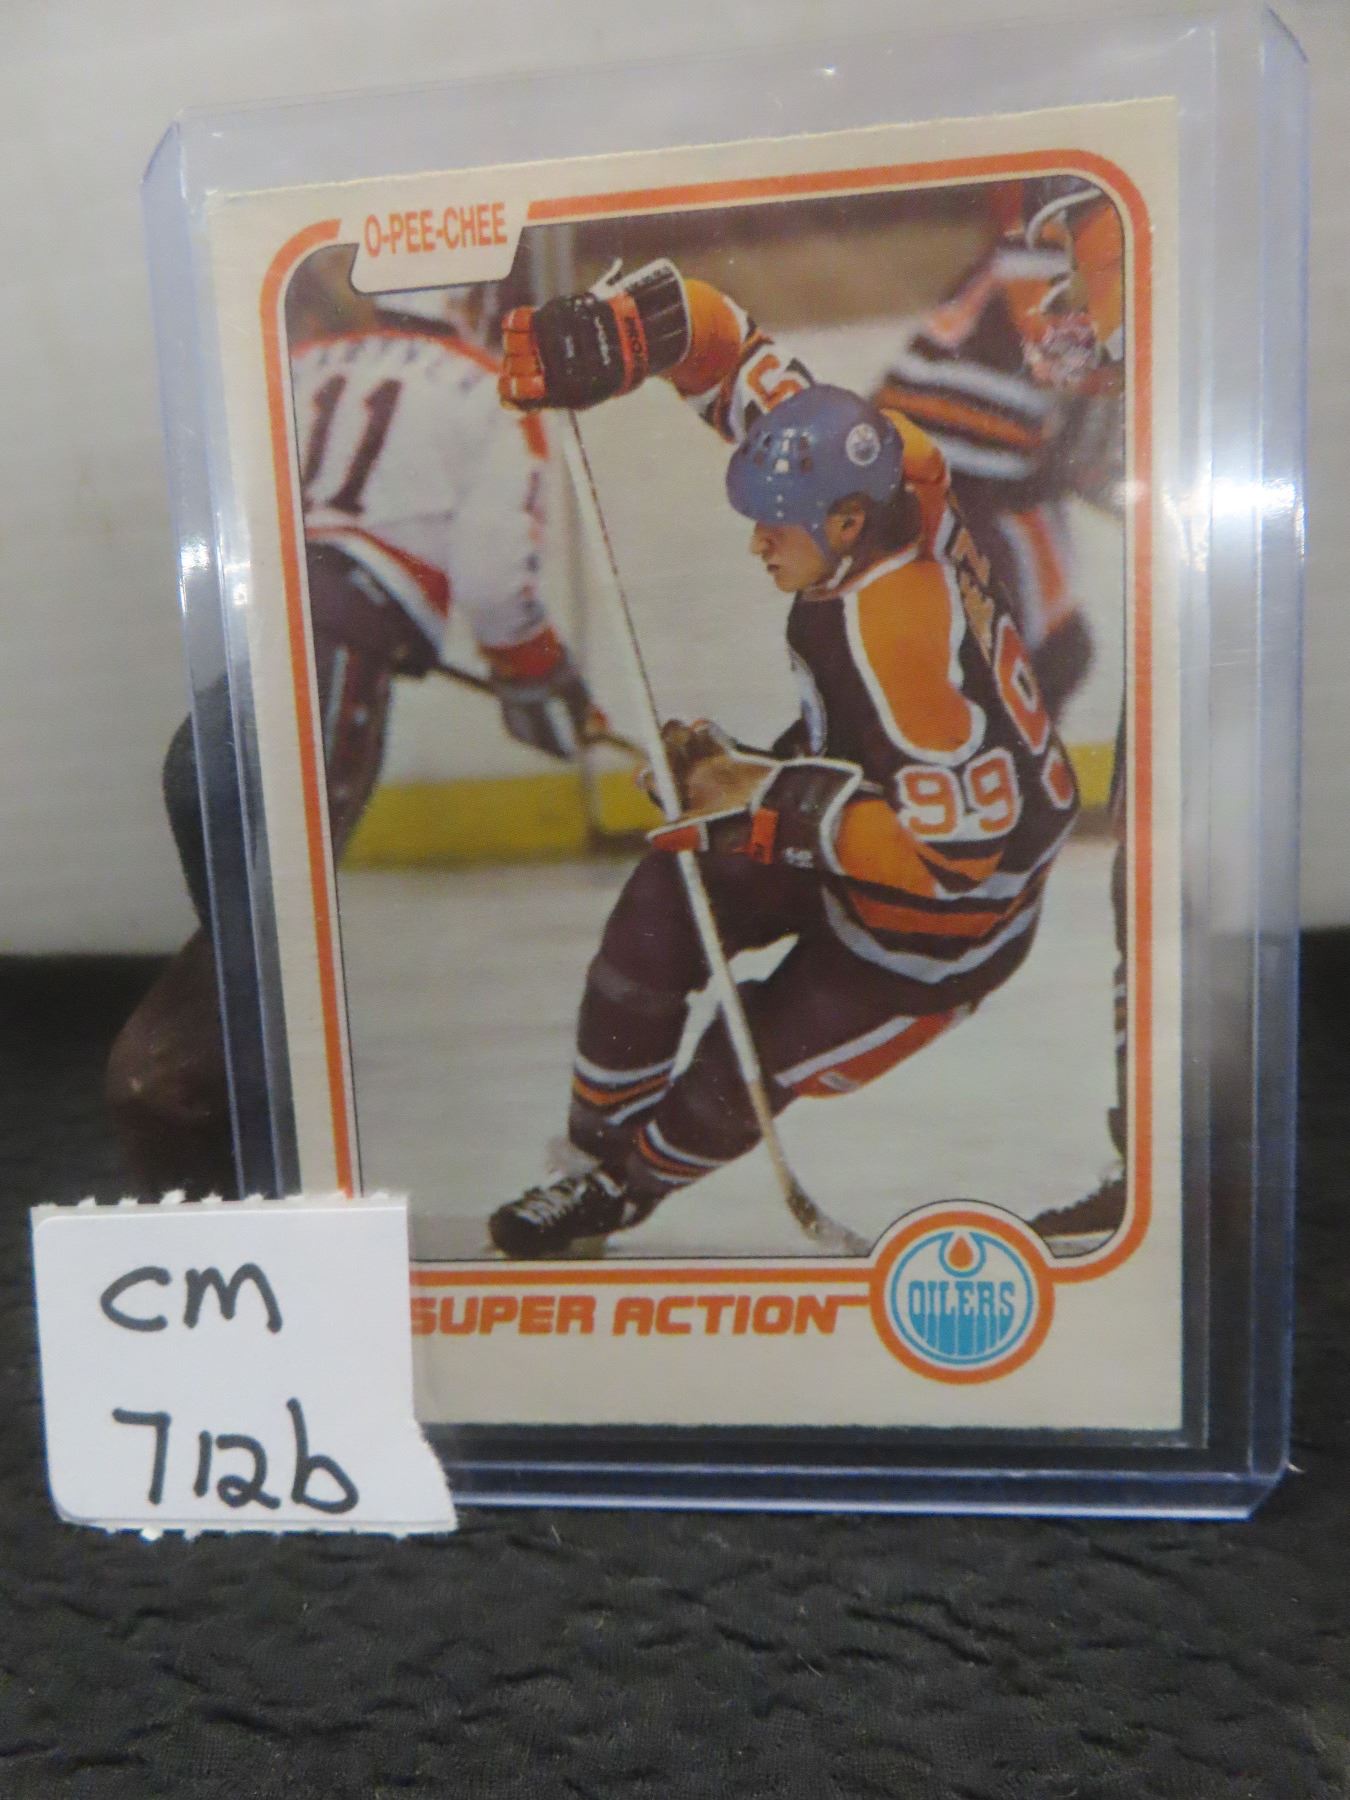 O-PEE-CHEE
11
99
SUPER ACTION
OILERS
CM
712b